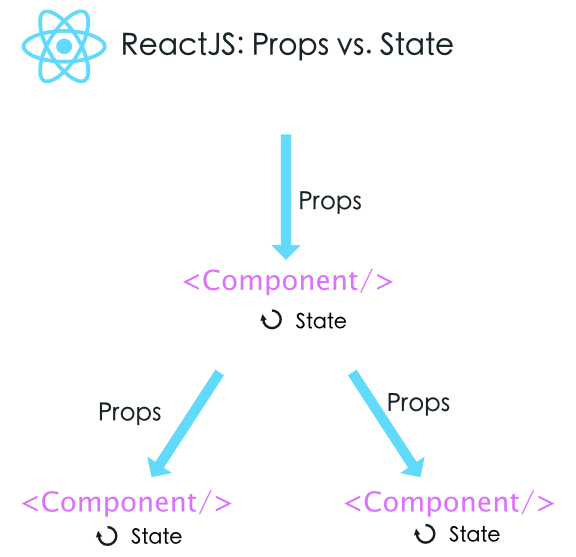 ReactJS: Props vs. State
Props
<Component/>
State
Props
Props
<Component/>
<Component/>
State
State